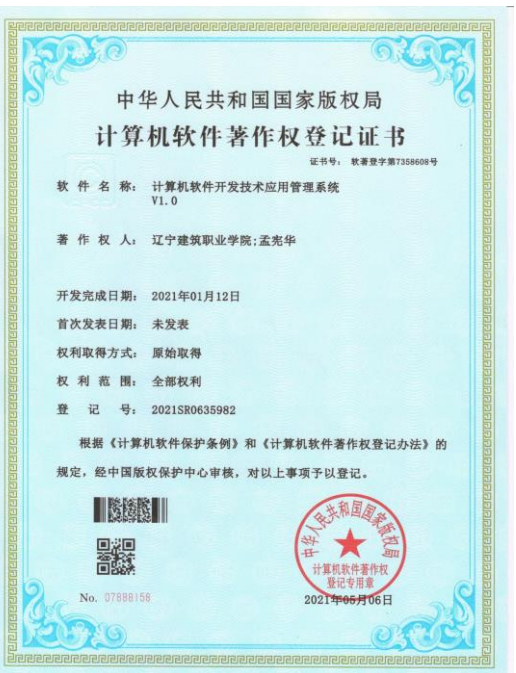 中华人民共和国国家版权局
计算机软件著作权登记证书
证书号： 软著登字第7358608号
软件名称： 计算机软件开发技术应用管理系统
V1.0
著作权人： 辽宁建筑职业学院;孟宪华
开发完成日期： 2021年01月12日
首次发表日期： 未发表
权利取得方式： 原始取得
权利范围： 全部权利
登记号： 2021SR0635982
根据《计算机软件保护条例》和《计算机软件著作权登记办法》的
规定，经中国版权保护中心审核，对以上事项予以登记。
中华人民共和国国家版权局
计算机软件著作权
登记专用章
No. 07888158
2021年05月06日